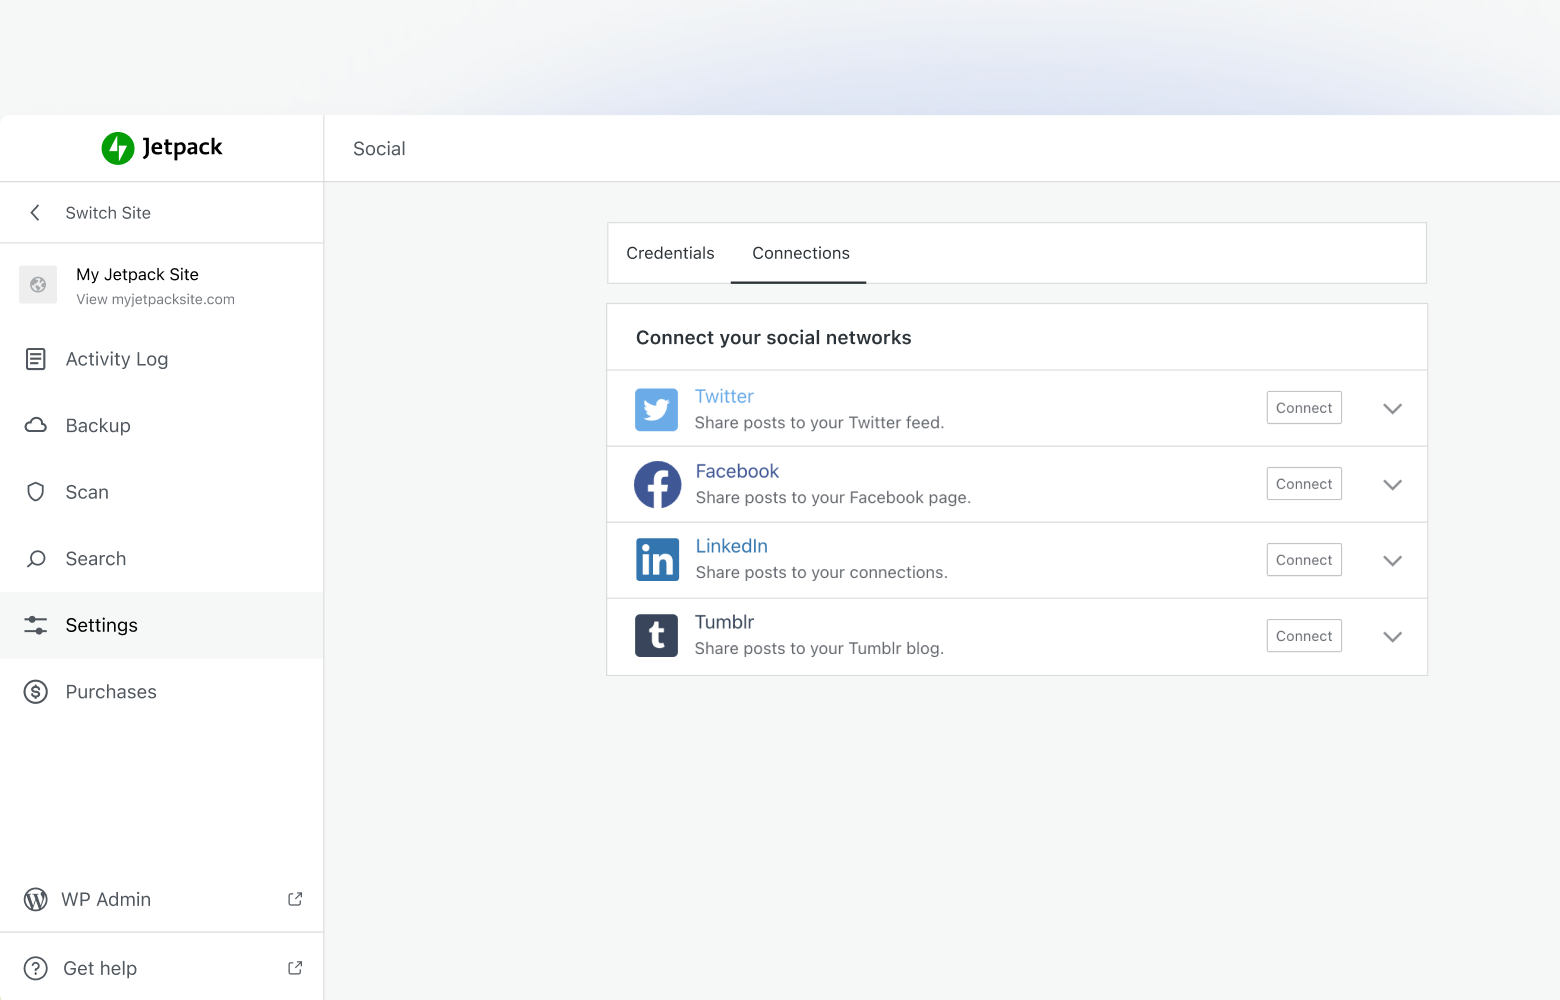 Jetpack
Social
Switch Site
My Jetpack Site
View myjetpacksite.com
Activity Log
Backup
Scan
Search
Settings
Purchases
WP Admin
Get help
Credentials
Connections
Connect your social networks
Twitter
Share posts to your Twitter feed.
Connect
Facebook
Share posts to your Facebook page.
Connect
in
LinkedIn
Share posts to your connections.
Connect
t
Tumblr
Share posts to your Tumblr blog.
Connect